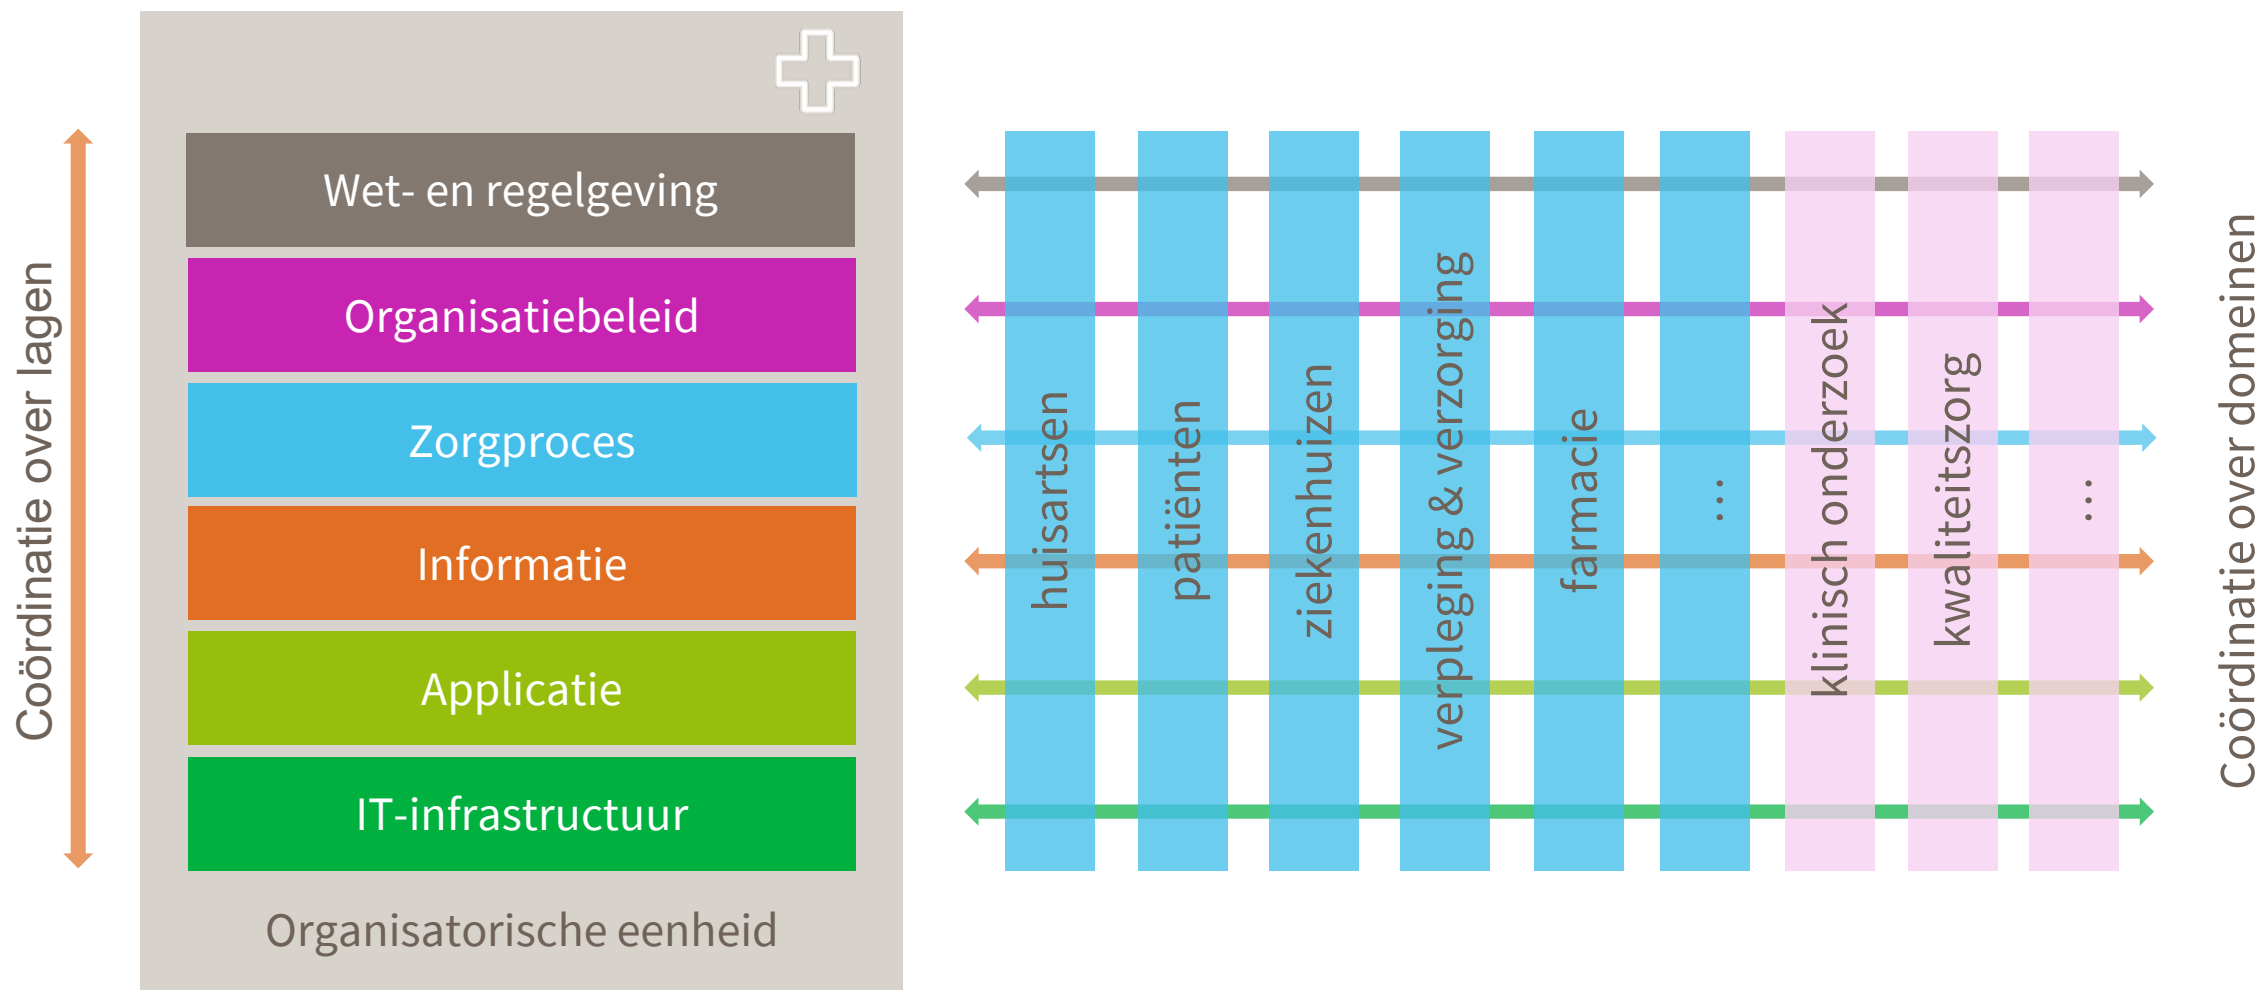 Coördinatie over lagen
Wet- en regelgeving
Organisatiebeleid
Zorgproces
Informatie
Applicatie
IT-infrastructuur
Organisatorische eenheid
huisartsen
patiënten
ziekenhuizen
verpleging & verzorging
farmacie
...
klinisch onderzoek
kwaliteitszorg
...
Coördinatie over domeinen